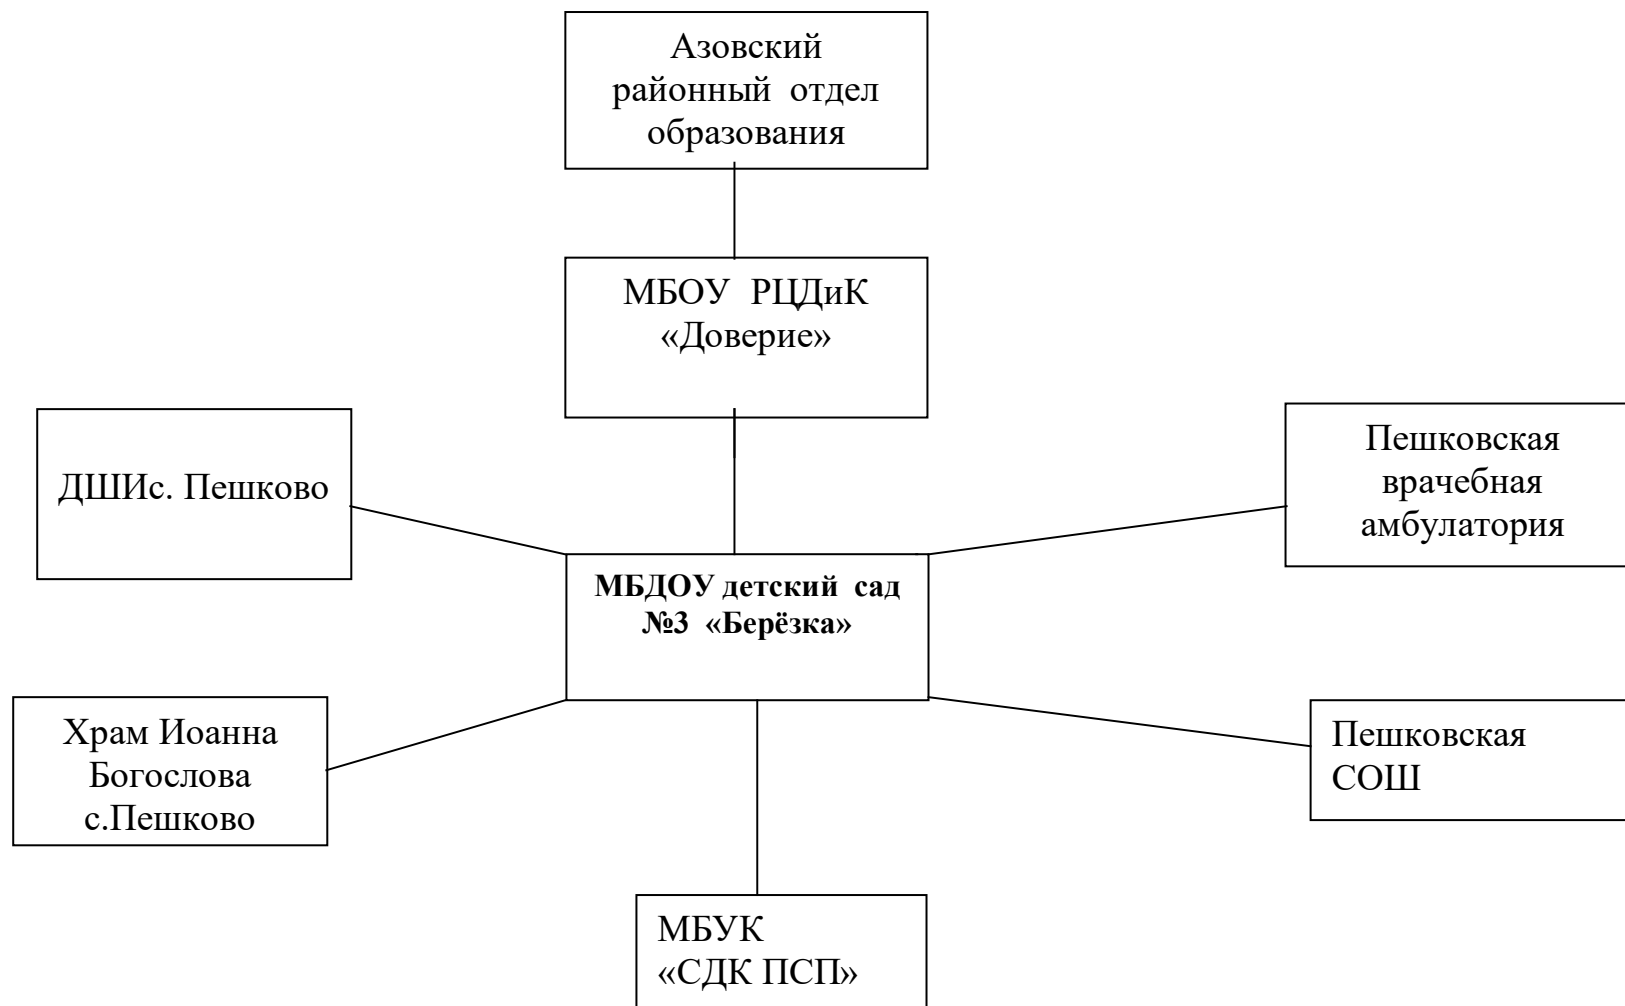 Азовский
районный отдел
образования
МБОУ РЦДиК
«Доверие»
ДШИс. Пешково
Пешковская
врачебная
амбулатория
МБДОУ детский сад
№3 «Берёзка»
Храм Иоанна
Богослова
с.Пешково
Пешковская
СОШ
МБУК
«СДК ПСП»